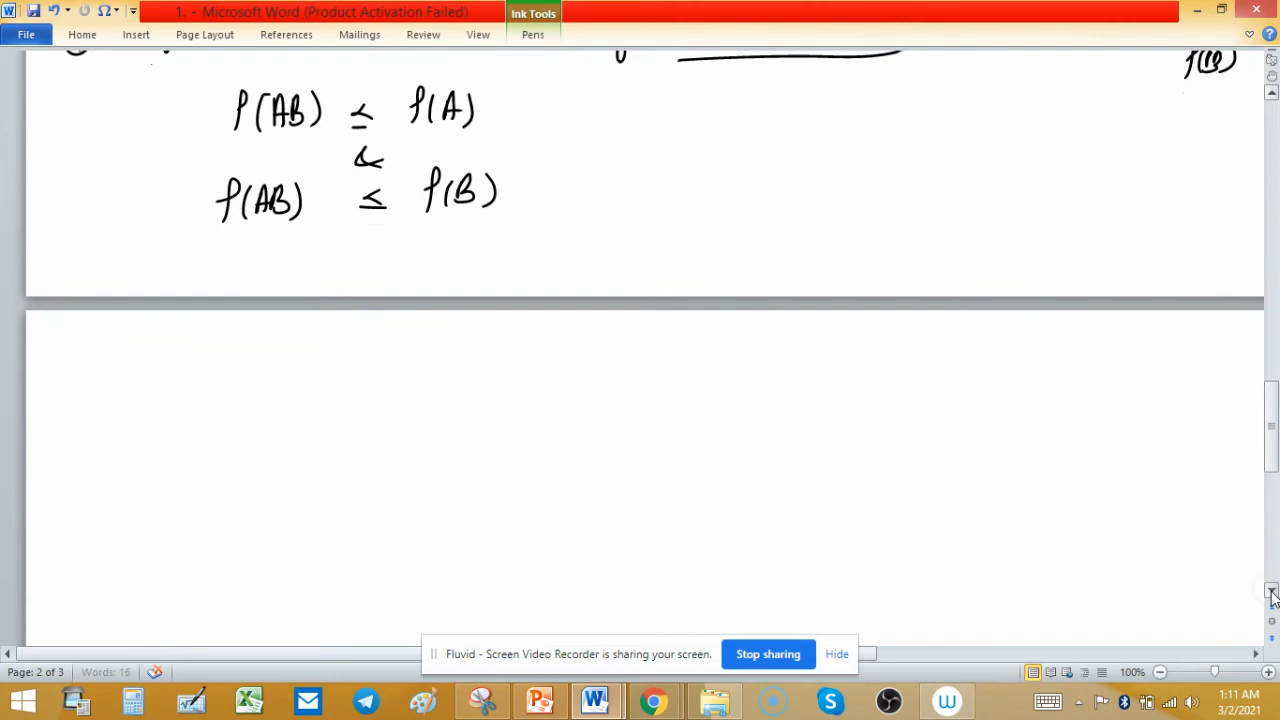 1. - Microsoft Word (Product Activation Failed)
Ink Tools
File Home Insert Page Layout References Mailings Review View Pens
ρ(B)
ρ(AB) ≤ ρ(A)
&
ρ(AB) ≤ ρ(B)
Fluvid - Screen Video Recorder is sharing your screen. Stop sharing Hide
Page: 2 of 3 Words: 16 100%
1:11 AM
3/2/2021